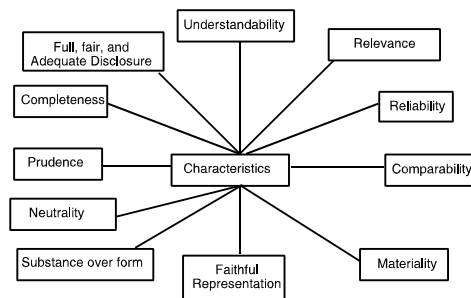 Understandability
Full, fair, and
Adequate Disclosure
Relevance
Completeness
Reliability
Prudence
Characteristics
Comparability
Neutrality
Substance over form
Faithful
Representation
Materiality